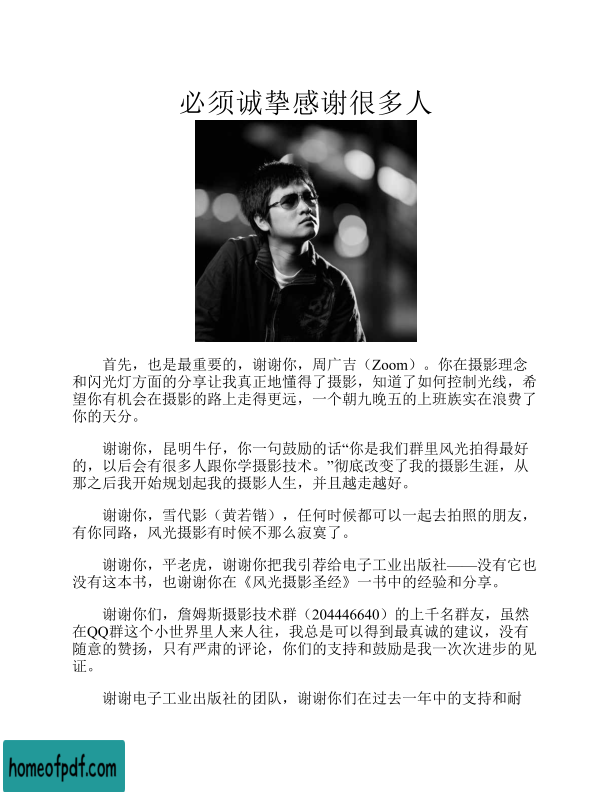 必须诚挚感谢很多人
首先，也是最重要的，谢谢你，周广吉（Zoom）。你在摄影理念
和闪光灯方面的分享让我真正地懂得了摄影，知道了如何控制光线，希
望你有机会在摄影的路上走得更远，一个朝九晚五的上班族实在浪费了
你的天分。
谢谢你，昆明牛仔，你一句鼓励的话“你是我们群里风光拍得最好
的，以后会有很多人跟你学摄影技术。”彻底改变了我的摄影生涯，从
那之后我开始规划起我的摄影人生，并且越走越好。
谢谢你，雪代影（黄若锴），任何时候都可以一起去拍照的朋友，
有你同路，风光摄影有时候不那么寂寞了。
谢谢你，平老虎，谢谢你把我引荐给电子工业出版社——没有它也
没有这本书，也谢谢你在《风光摄影圣经》一书中的经验和分享。
谢谢你们，詹姆斯摄影技术群（204446640）的上千名群友，虽然
在QQ群这个小世界里人来人往，我总是可以得到最真诚的建议，没有
随意的赞扬，只有严肃的评论，你们的支持和鼓励是我一次次进步的见
证。
谢谢电子工业出版社的团队，谢谢你们在过去一年中的支持和耐
homeofpdf.com